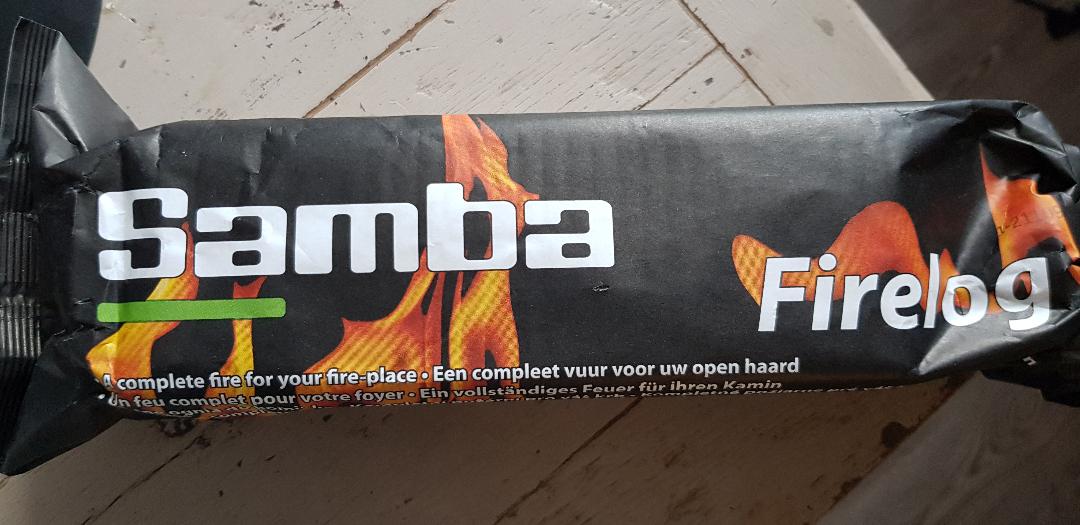 Samba
Firelog
A complete fire for your fire-place • Een compleet vuur voor uw open haard
• Un feu complet pour votre foyer • Ein vollständiges Feuer für ihren Kamin